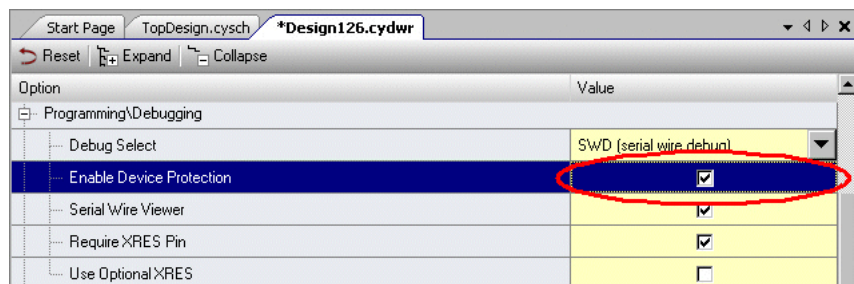 Start Page TopDesign.cysch *Design126.cydwr
Reset Expand Collapse
Option Value
Programming\Debugging
Debug Select SWD (serial wire debug)
Enable Device Protection
Serial Wire Viewer
Require XRES Pin
Use Optional XRES